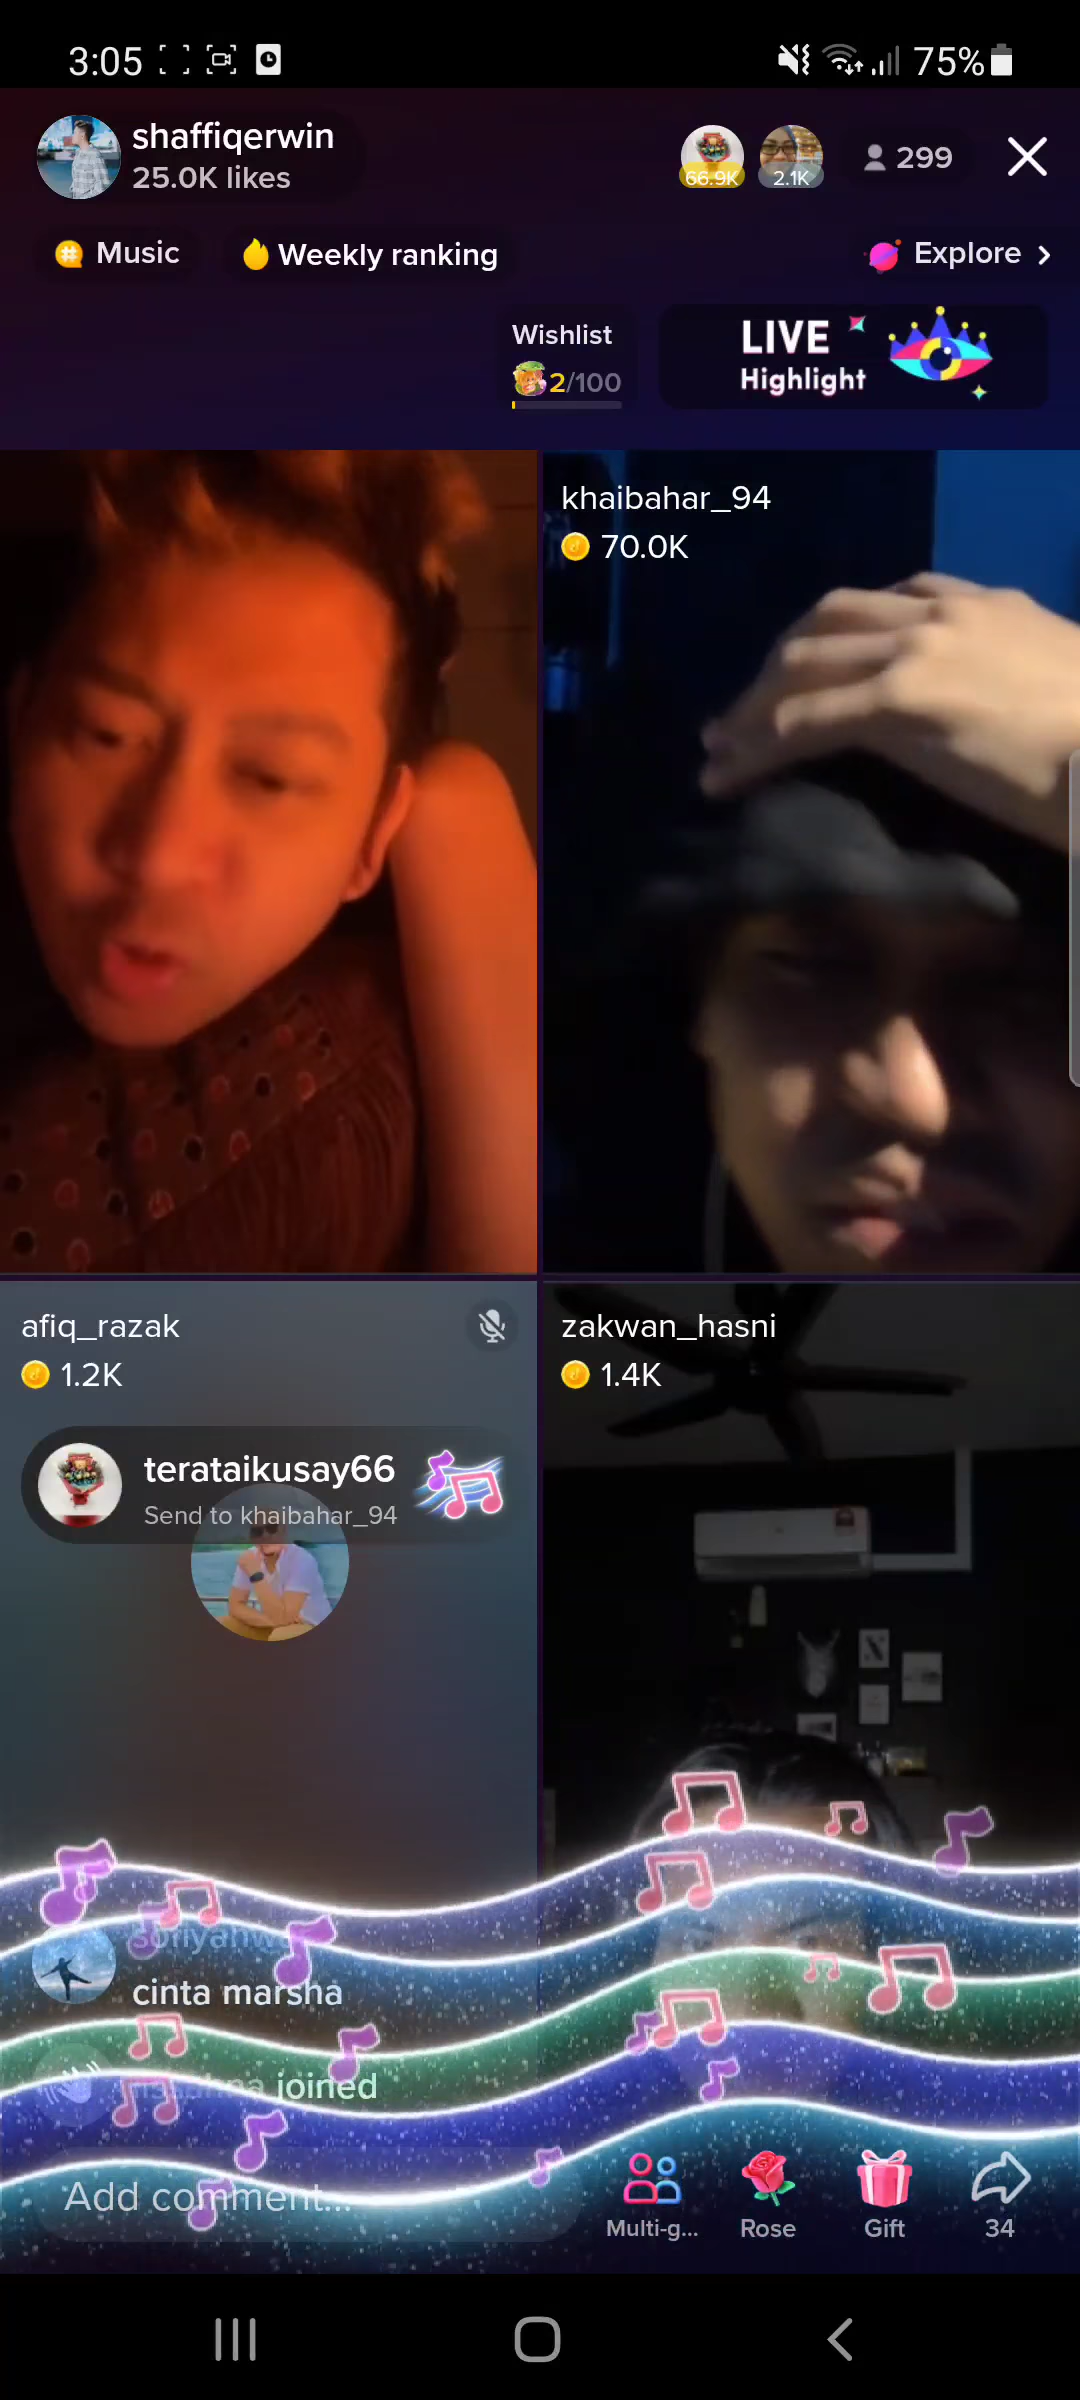 3:05
75%
shaffiqerwin
25.0K likes
66.9K
2.1K
299
Music
Weekly ranking
Explore
Wishlist
2/100
LIVE
Highlight
khaibahar_94
70.0K
afiq_razak
1.2K
zakwan_hasni
1.4K
terataikusay66
Send to khaibahar_94
cinta marsha
joined
Add comment...
Multi-g...
Rose
Gift
34